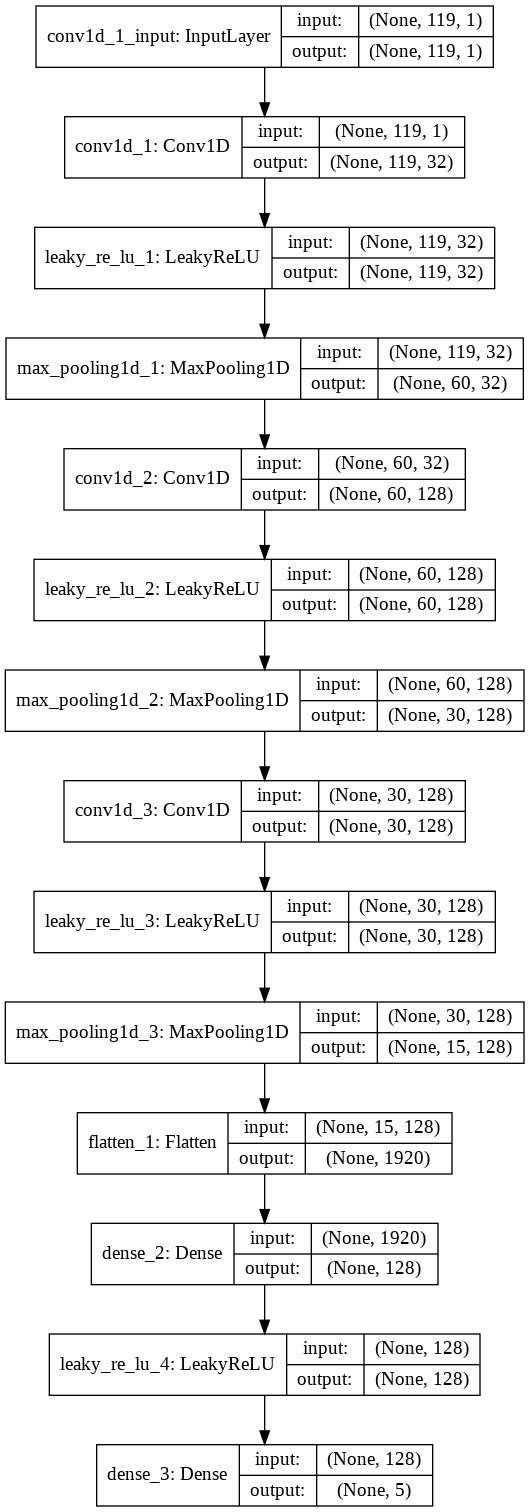 conv1d_1_input: InputLayer
input: (None, 119, 1)
output: (None, 119, 1)
conv1d_1: Conv1D
input: (None, 119, 1)
output: (None, 119, 32)
leaky_re_lu_1: LeakyReLU
input: (None, 119, 32)
output: (None, 119, 32)
max_pooling1d_1: MaxPooling1D
input: (None, 119, 32)
output: (None, 60, 32)
conv1d_2: Conv1D
input: (None, 60, 32)
output: (None, 60, 128)
leaky_re_lu_2: LeakyReLU
input: (None, 60, 128)
output: (None, 60, 128)
max_pooling1d_2: MaxPooling1D
input: (None, 60, 128)
output: (None, 30, 128)
conv1d_3: Conv1D
input: (None, 30, 128)
output: (None, 30, 128)
leaky_re_lu_3: LeakyReLU
input: (None, 30, 128)
output: (None, 30, 128)
max_pooling1d_3: MaxPooling1D
input: (None, 30, 128)
output: (None, 15, 128)
flatten_1: Flatten
input: (None, 15, 128)
output: (None, 1920)
dense_2: Dense
input: (None, 1920)
output: (None, 128)
leaky_re_lu_4: LeakyReLU
input: (None, 128)
output: (None, 128)
dense_3: Dense
input: (None, 128)
output: (None, 5)